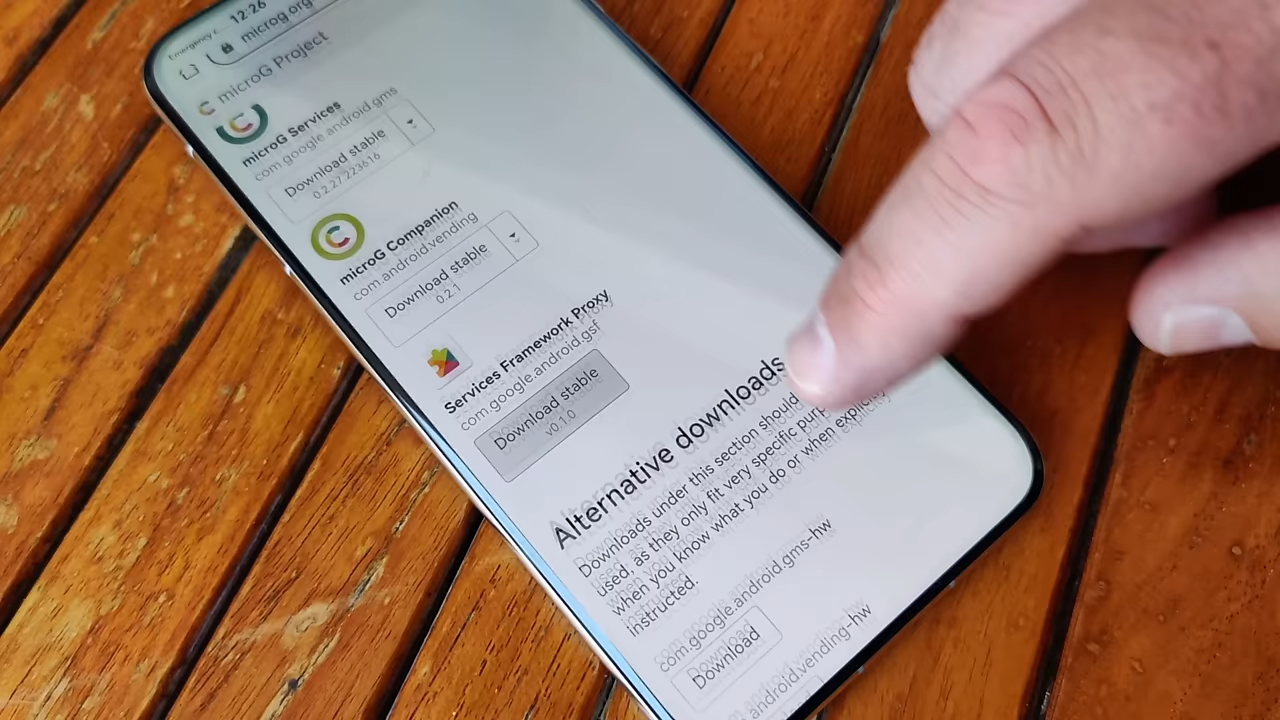 12:26
microg.org
microG Project
microG Services
com.google.android.gms
Download stable
0.2.27.223616
microG Companion
com.android.vending
Download stable
0.2.1
Services Framework Proxy
com.google.android.gsf
Download stable
v0.1.0
Alternative downloads
Downloads under this section should
used, as they only fit very specific
when you know what you do or when explicitly
instructed.
com.google.android.gms-hw
Download
android.vending-hw